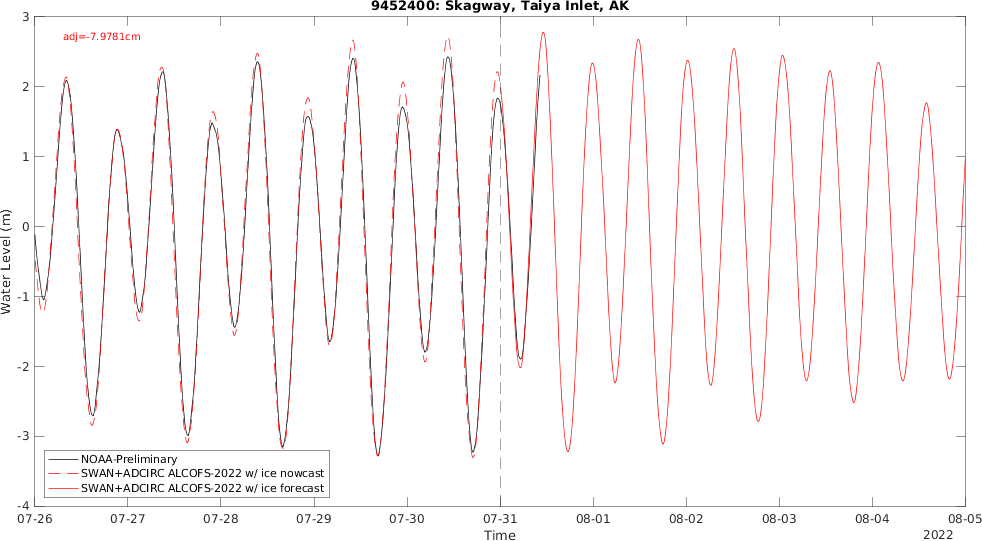 9452400: Skagway, Taiya Inlet, AK
adj=-7.9781cm
3
2
1
0
-1
-2
-3
-4
Water Level (m)
NOAA-Preliminary
SWAN+ADCIRC ALCOFS-2022 w/ ice nowcast
SWAN+ADCIRC ALCOFS-2022 w/ ice forecast
07-26 07-27 07-28 07-29 07-30 07-31 08-01 08-02 08-03 08-04 08-05
Time
2022